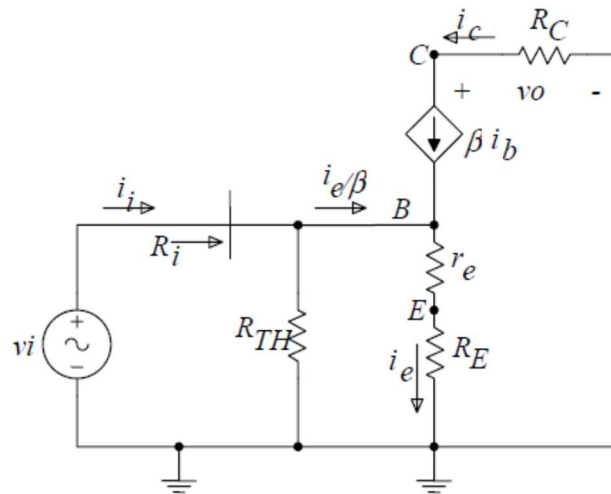 i_c
R_C
C
+ vo -
β i_b
i_i
i_e/β
B
R_i
r_e
E
R_TH
R_E
i_e
vi
+
−